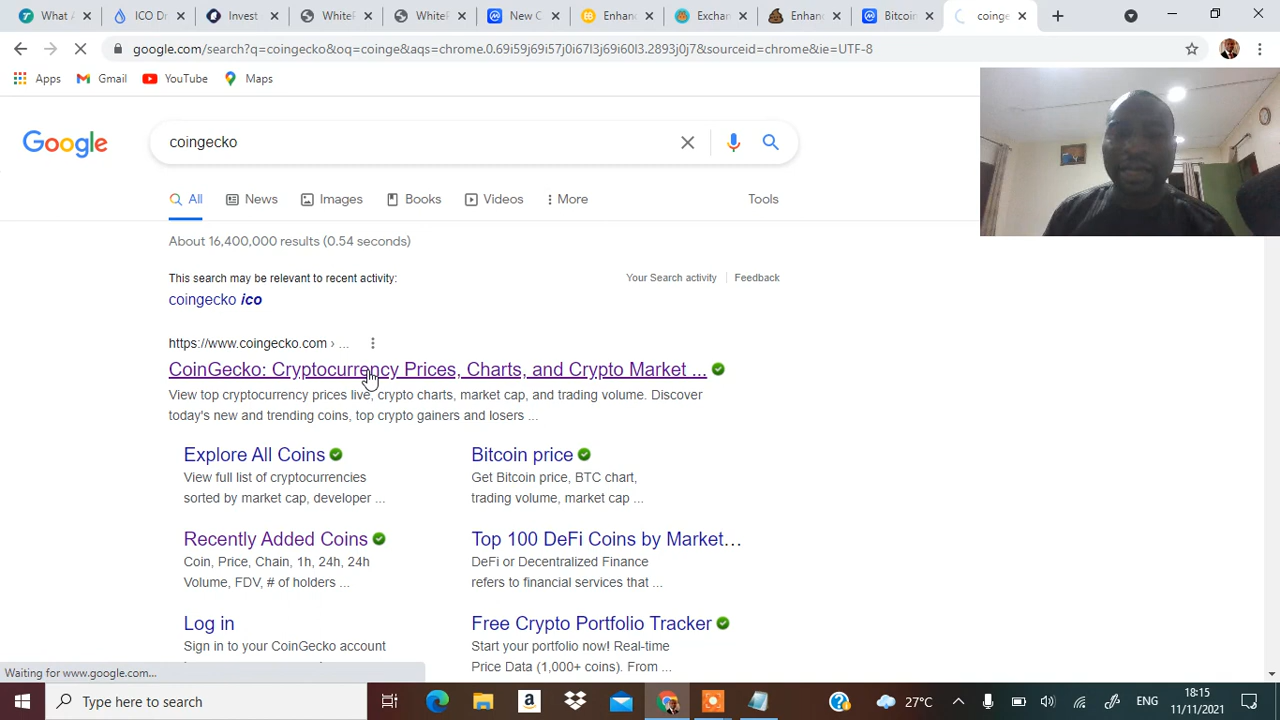 What A
ICO Dr
Invest
WhiteP
WhiteP
New C
Enhanc
Exchan
Enhanc
Bitcoin
coinge
google.com/search?q=coingecko&oq=coinge&aqs=chrome.0.69i59j69i57j0i67l3j69i60l3.2893j0j7&sourceid=chrome&ie=UTF-8
Apps Gmail YouTube Maps
Google
coingecko
All News Images Books Videos More Tools
About 16,400,000 results (0.54 seconds)
This search may be relevant to recent activity: Your Search activity Feedback
coingecko ico
https://www.coingecko.com › ...
CoinGecko: Cryptocurrency Prices, Charts, and Crypto Market ...
View top cryptocurrency prices live, crypto charts, market cap, and trading volume. Discover
today's new and trending coins, top crypto gainers and losers ...
Explore All Coins
View full list of cryptocurrencies
sorted by market cap, developer ...
Bitcoin price
Get Bitcoin price, BTC chart,
trading volume, market cap ...
Recently Added Coins
Coin, Price, Chain, 1h, 24h, 24h
Volume, FDV, # of holders ...
Top 100 DeFi Coins by Market...
DeFi or Decentralized Finance
refers to financial services that ...
Log in
Sign in to your CoinGecko account
Free Crypto Portfolio Tracker
Start your portfolio now! Real-time
Price Data (1,000+ coins). From ...
Waiting for www.google.com...
Type here to search
27°C
ENG
18:15
11/11/2021